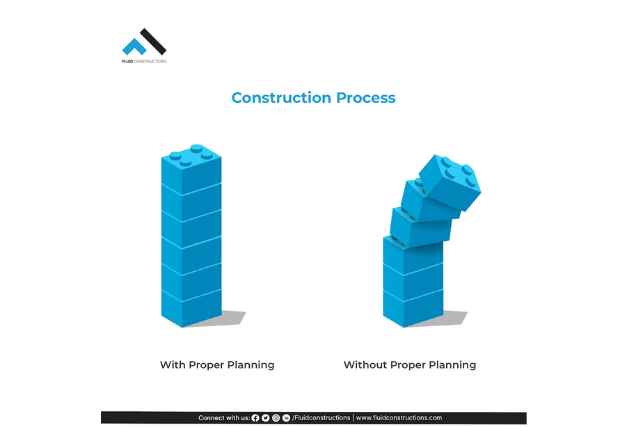 FLUID CONSTRUCTIONS
Construction Process
With Proper Planning
Without Proper Planning
Connect with us: /Fluidconstructions | www.fluidconstructions.com